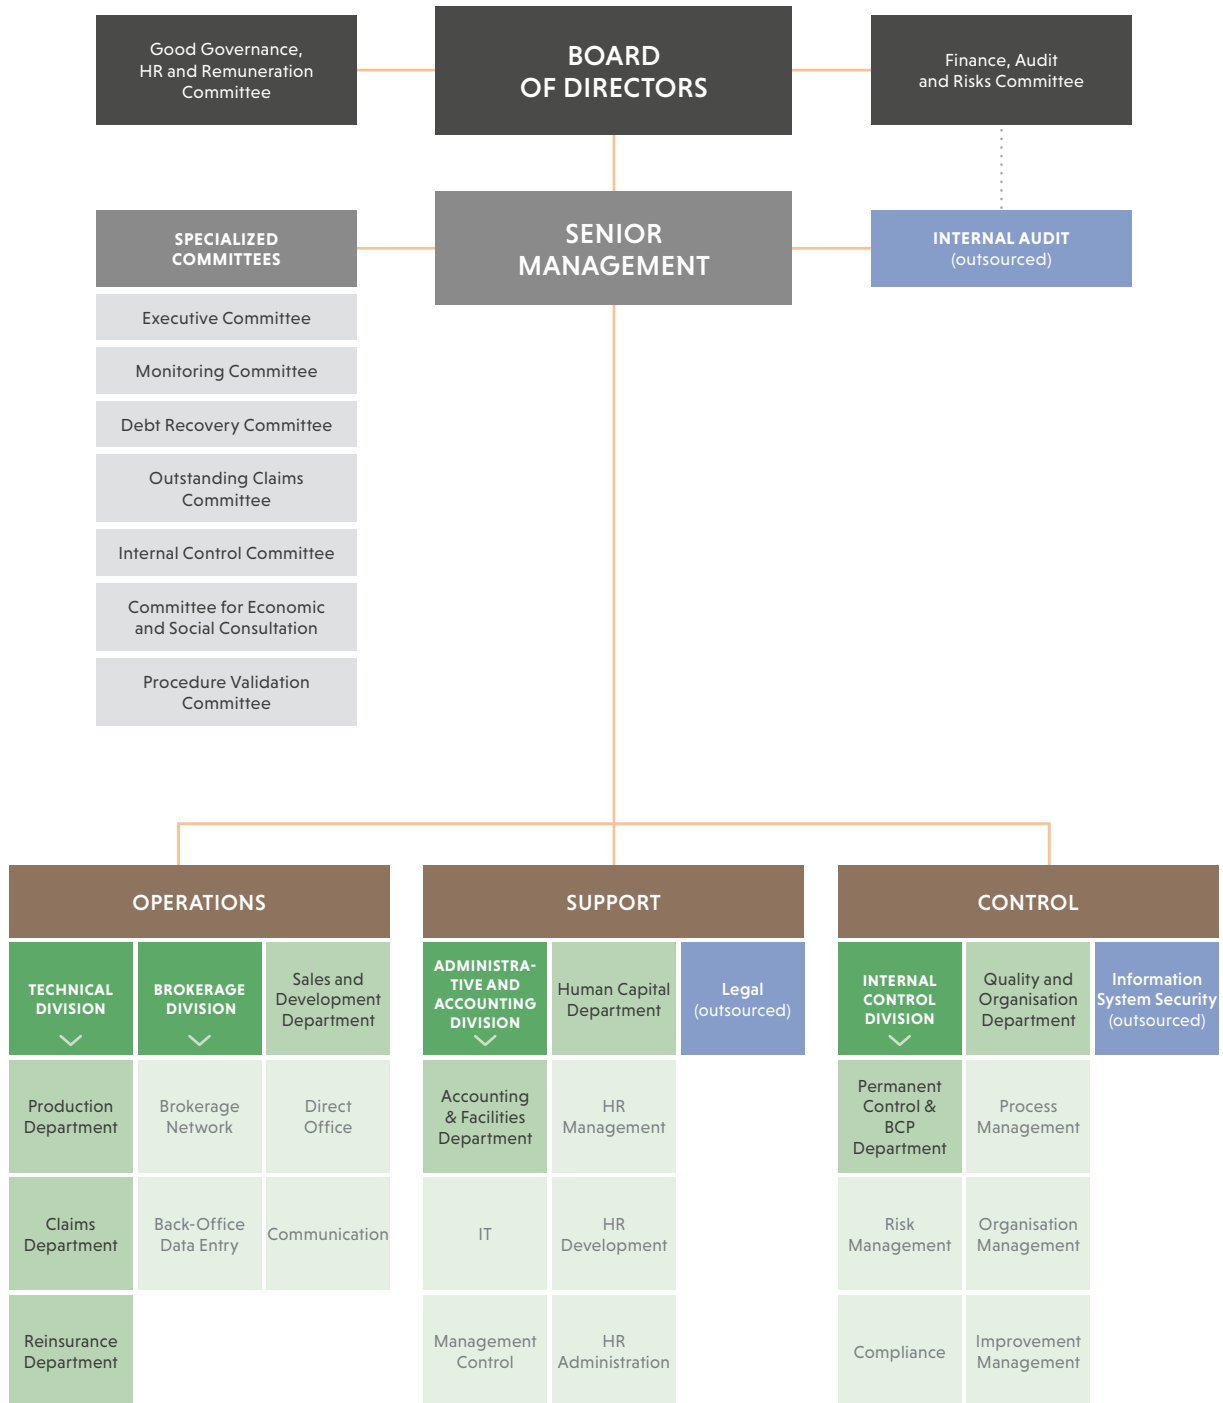 Good Governance,
HR and Remuneration
Committee
BOARD
OF DIRECTORS
Finance, Audit
and Risks Committee
SPECIALIZED
COMMITTEES
SENIOR
MANAGEMENT
INTERNAL AUDIT
(outsourced)
Executive Committee
Monitoring Committee
Debt Recovery Committee
Outstanding Claims
Committee
Internal Control Committee
Committee for Economic
and Social Consultation
Procedure Validation
Committee
OPERATIONS
TECHNICAL
DIVISION
BROKERAGE
DIVISION
Sales and
Development
Department
Production
Department
Brokerage
Network
Direct
Office
Claims
Department
Back-Office
Data Entry
Communication
Reinsurance
Department
SUPPORT
ADMINISTRA-
TIVE AND
ACCOUNTING
DIVISION
Human Capital
Department
Legal
(outsourced)
Accounting
& Facilities
Department
HR
Management
IT
HR
Development
Management
Control
HR
Administration
CONTROL
INTERNAL
CONTROL
DIVISION
Quality and
Organisation
Department
Information
System Security
(outsourced)
Permanent
Control &
BCP
Department
Process
Management
Risk
Management
Organisation
Management
Compliance
Improvement
Management